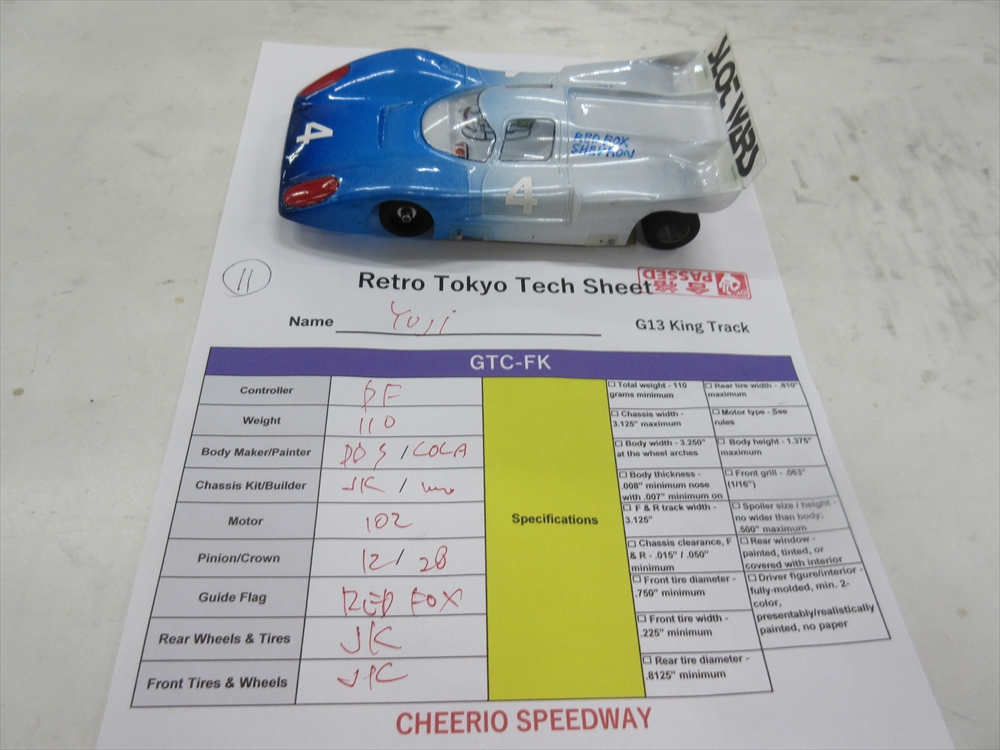 4
4
RED FOX
SHEPRON
SLOT WARS
11
Retro Tokyo Tech Sheet
合格
PASSED
Name Yuji
G13 King Track
GTC-FK
Controller
PF
Weight 110
Body Maker/Painter / COLA
Chassis Kit/Builder JK /
Motor 102
Pinion/Crown 12 / 28
Guide Flag RED FOX
Rear Wheels & Tires JK
Front Tires & Wheels JK
Specifications
☐ Total weight - 110
grams minimum
☐ Rear tire width - .810"
maximum
☐ Chassis width -
3.125" maximum
☐ Motor type - See
rules
☐ Body width - 3.250"
at the wheel arches
☐ Body height - 1.375"
maximum
☐ Body thickness -
.008" minimum nose
with .007" minimum on
☐ Front grill - .063"
(1/16")
☐ F & R track width -
3.125"
☐ Spoiler size / height -
no wider than body;
.500" maximum
☐ Chassis clearance, F
& R - .015" / .050"
minimum
☐ Rear window -
painted, tinted, or
covered with interior
☐ Front tire diameter -
.750" minimum
☐ Driver figure/interior -
fully-molded, min. 2-
color,
presentably/realistically
painted, no paper
☐ Front tire width -
.225" minimum
☐ Rear tire diameter -
.8125" minimum
CHEERIO SPEEDWAY